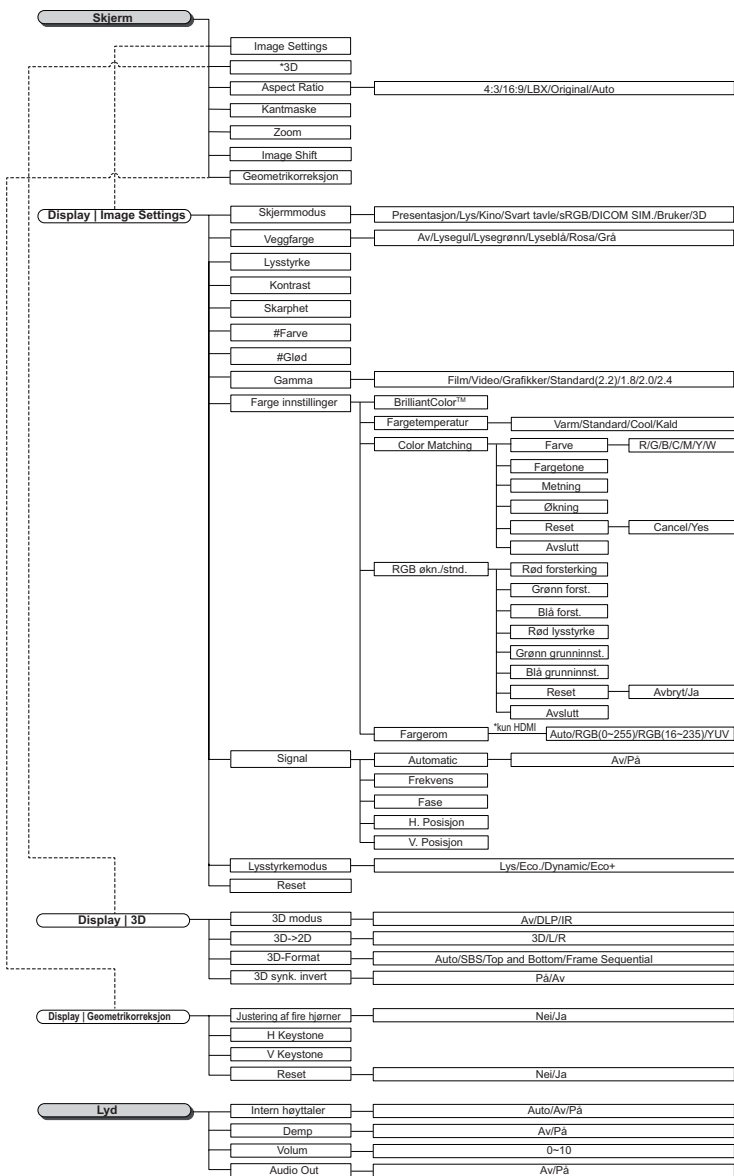 Skjerm
Image Settings
*3D
Aspect Ratio 4:3/16:9/LBX/Original/Auto
Kantmaske
Zoom
Image Shift
Geometrikorreksjon
Display | Image Settings Skjermmodus Presentasjon/Lys/Kino/Svart tavle/sRGB/DICOM SIM./Bruker/3D
Veggfarge Av/Lysegul/Lysegrønn/Lyseblå/Rosa/Grå
Lysstyrke
Kontrast
Skarphet
#Farve
#Glød
Gamma Film/Video/Grafikker/Standard(2.2)/1.8/2.0/2.4
Farge innstillinger BrilliantColor™
Fargetemperatur Varm/Standard/Cool/Kald
Color Matching Farve R/G/B/C/M/Y/W
Fargetone
Metning
Økning
Reset Cancel/Yes
Avslutt
RGB økn./stnd. Rød forsterking
Grønn forst.
Blå forst.
Rød lysstyrke
Grønn grunninnst.
Blå grunninnst.
Reset Avbryt/Ja
Avslutt
Fargerom *kun HDMI Auto/RGB(0~255)/RGB(16~235)/YUV
Signal Automatic Av/På
Frekvens
Fase
H. Posisjon
V. Posisjon
Lysstyrkemodus Lys/Eco./Dynamic/Eco+
Reset
Display | 3D 3D modus Av/DLP/IR
3D->2D 3D/L/R
3D-Format Auto/SBS/Top and Bottom/Frame Sequential
3D synk. invert På/Av
Display | Geometrikorreksjon Justering af fire hjørner Nei/Ja
H Keystone
V Keystone
Reset Nei/Ja
Lyd Intern høyttaler Auto/Av/På
Demp Av/På
Volum 0~10
Audio Out Av/På